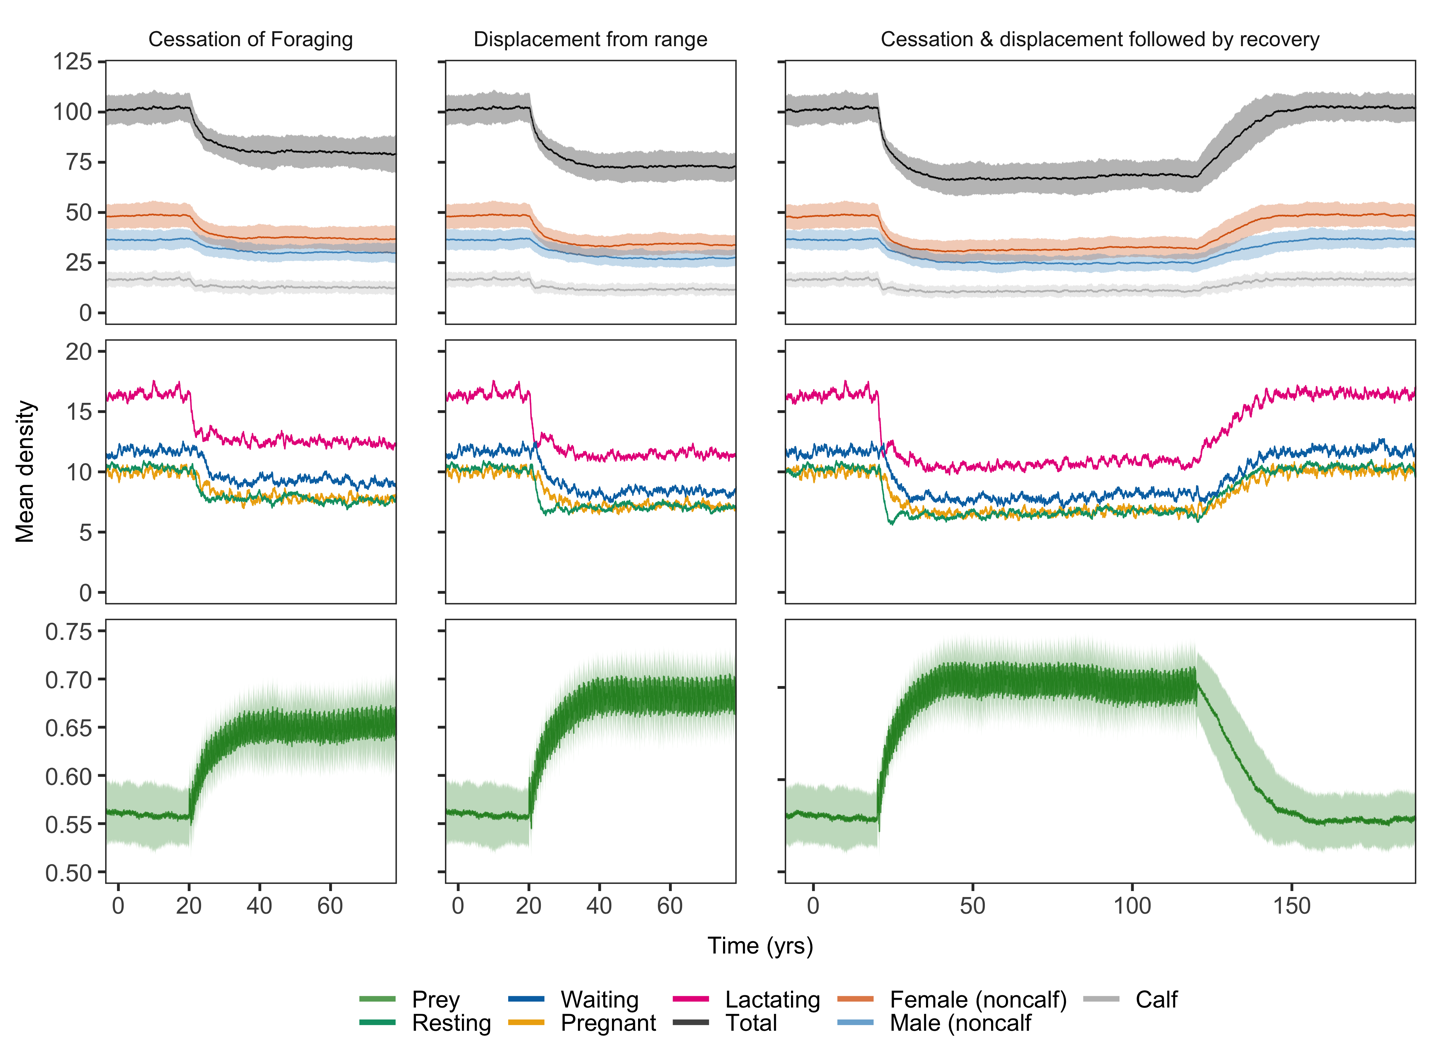 Cessation of Foraging
Displacement from range
Cessation & displacement followed by recovery
125
100
75
50
25
0
20
15
10
5
0
Mean density
0.75
0.70
0.65
0.60
0.55
0.50
0 20 40 60
0 20 40 60
0 50 100 150
Time (yrs)
Prey Waiting Lactating Female (noncalf) Calf
Resting Pregnant Total Male (noncalf